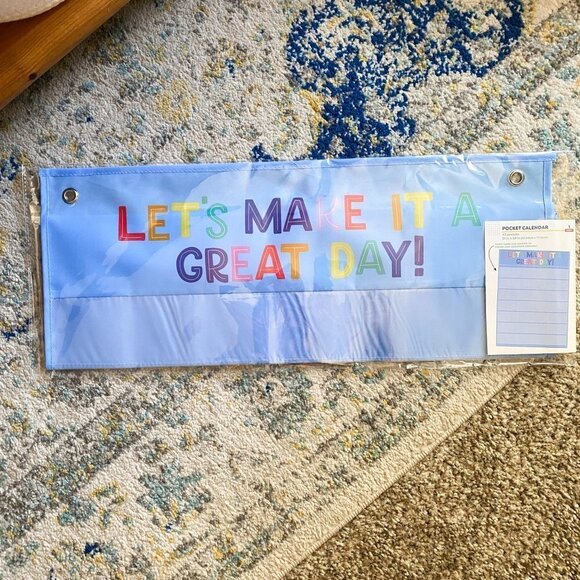 LET'S MAKE IT A
GREAT DAY!
POCKET CALENDAR
LET'S MAKE IT A
GREAT DAY!